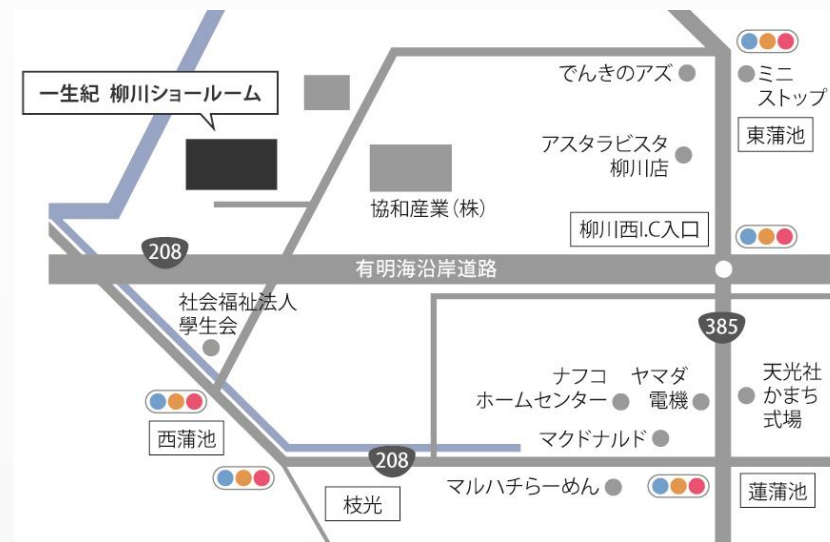 一生紀 柳川ショールーム
でんきのアズ
ミニ
ストップ
東蒲池
アスタラビスタ
柳川店
協和産業(株)
柳川西I.C入口
208
有明海沿岸道路
社会福祉法人
學生会
385
ナフコ
ホームセンター
ヤマダ
電機
天光社
かまち
式場
西蒲池
マクドナルド
208
枝光
マルハチらーめん
蓮蒲池